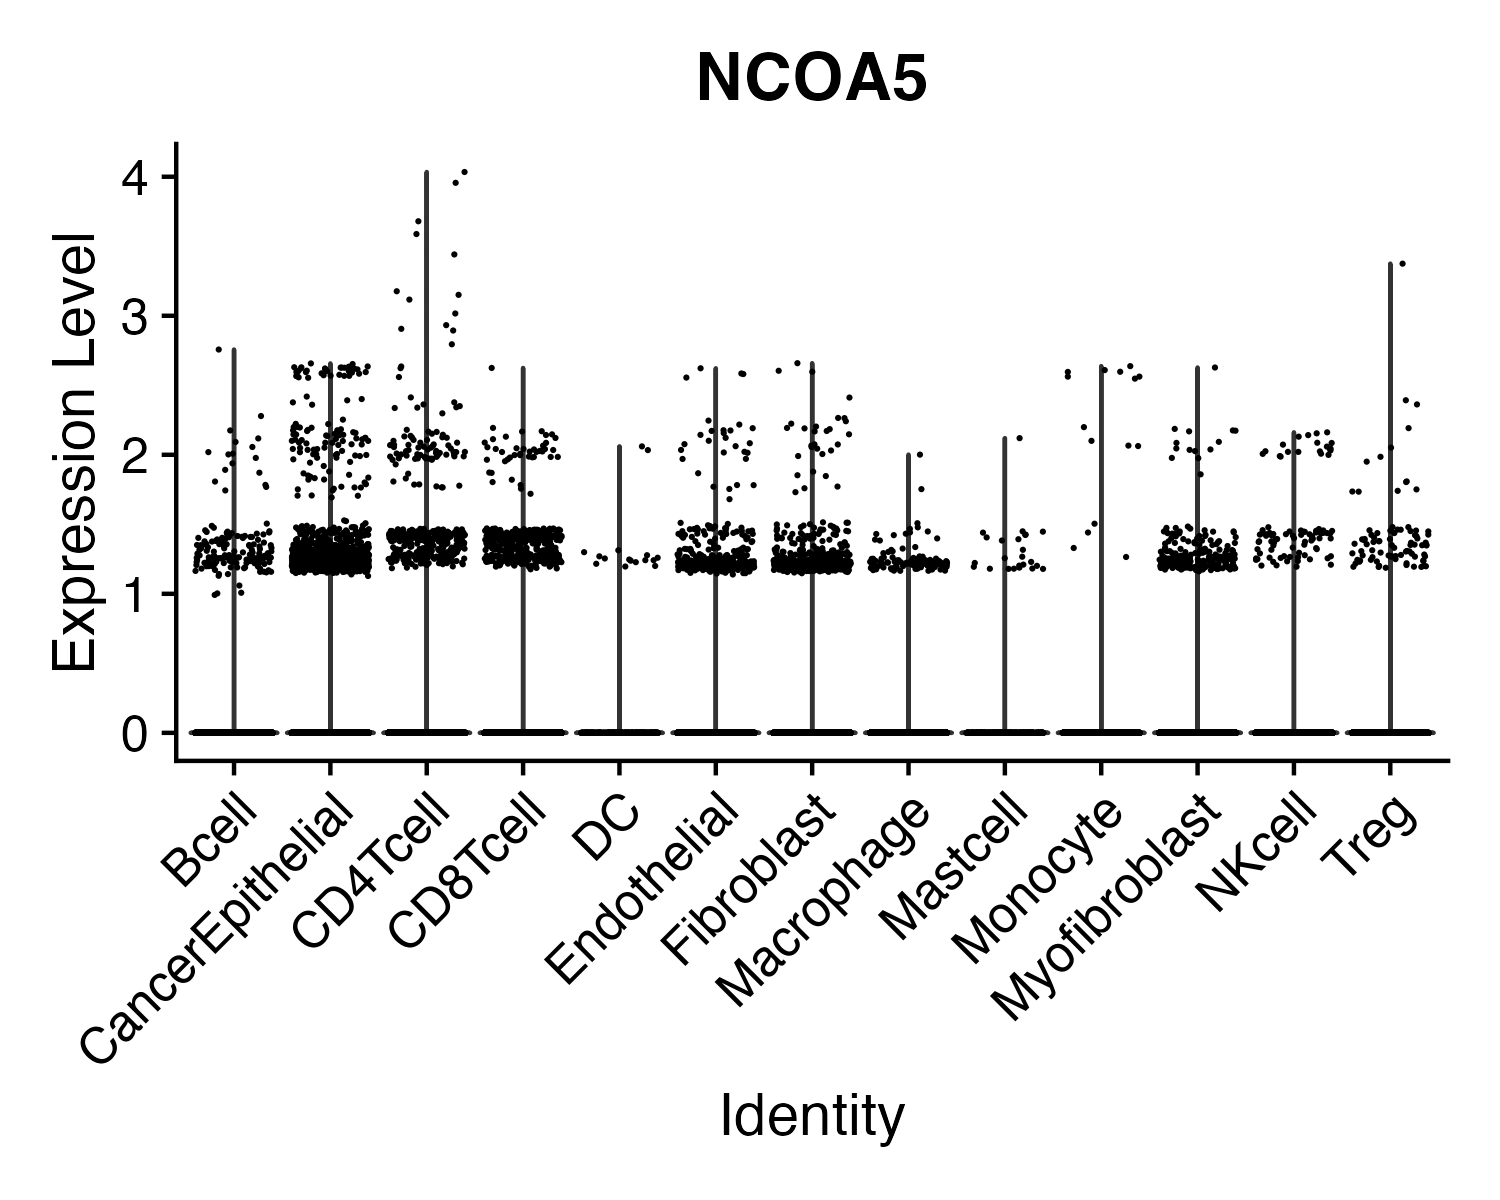 NCOA5
Expression Level
4
3
2
1
0
Bcell
CancerEpithelial
CD4Tcell
CD8Tcell
DC
Endothelial
Fibroblast
Macrophage
Mastcell
Monocyte
Myofibroblast
NKcell
Treg
Identity